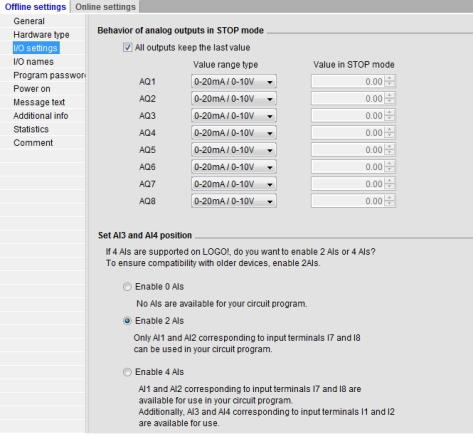 Offline settings Online settings
General
Hardware type
I/O settings
I/O names
Program passwor
Power on
Message text
Additional info
Statistics
Comment
Behavior of analog outputs in STOP mode
All outputs keep the last value
Value range type Value in STOP mode
AQ1 0-20mA / 0-10V 0.00
AQ2 0-20mA / 0-10V 0.00
AQ3 0-20mA / 0-10V 0.00
AQ4 0-20mA / 0-10V 0.00
AQ5 0-20mA / 0-10V 0.00
AQ6 0-20mA / 0-10V 0.00
AQ7 0-20mA / 0-10V 0.00
AQ8 0-20mA / 0-10V 0.00
Set AI3 and AI4 position
If 4 AIs are supported on LOGO!, do you want to enable 2 AIs or 4 AIs?
To ensure compatibility with older devices, enable 2AIs.
Enable 0 AIs
No AIs are available for your circuit program.
Enable 2 AIs
Only AI1 and AI2 corresponding to input terminals I7 and I8
can be used in your circuit program.
Enable 4 AIs
AI1 and AI2 corresponding to input terminals I7 and I8 are
available for use in your circuit program.
Additionally, AI3 and AI4 corresponding to input terminals I1 and I2
are available for use.